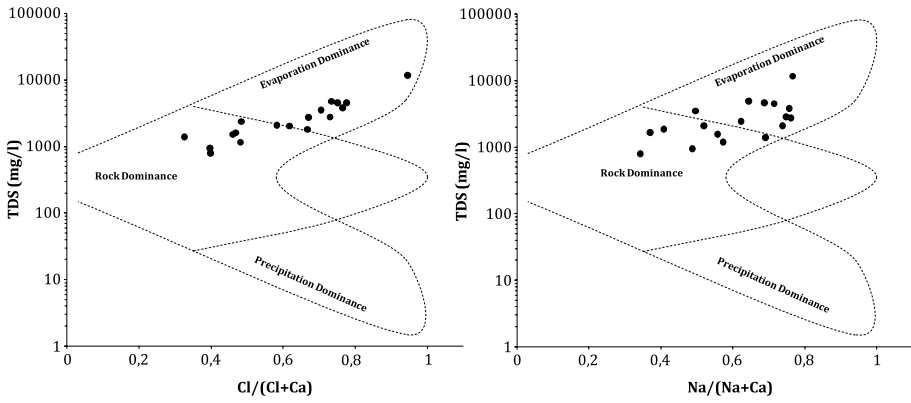 100000
10000
1000
100
10
1
TDS (mg/l)
Evaporation Dominance
Rock Dominance
Precipitation Dominance
0
0,2
0,4
0,6
0,8
1
Cl/(Cl+Ca)
100000
10000
1000
100
10
1
TDS (mg/l)
Evaporation Dominance
Rock Dominance
Precipitation Dominance
0
0,2
0,4
0,6
0,8
1
Na/(Na+Ca)